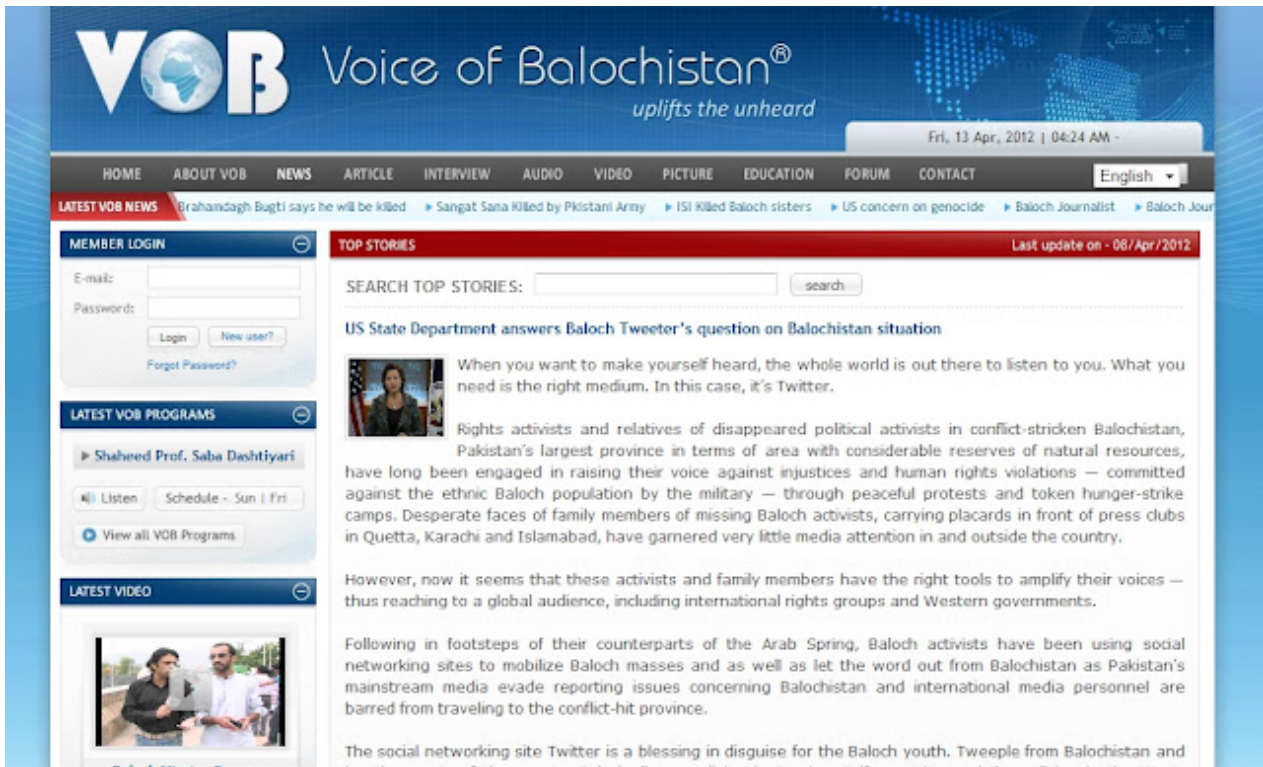 VOB Voice of Balochistan®
uplifts the unheard
Fri, 13 Apr, 2012 | 04:24 AM -
HOME ABOUT VOB NEWS ARTICLE INTERVIEW AUDIO VIDEO PICTURE EDUCATION FORUM CONTACT English
LATEST VOB NEWS Brahamdagh Bugti says he will be killed Sangat Sana Killed by Pkistani Army ISI Killed Baloch sisters US concern on genocide Baloch Journalist Baloch Jour
MEMBER LOGIN
E-mail:
Password:
Login New user?
Forgot Password?
LATEST VOB PROGRAMS
Shaheed Prof. Saba Dashtiyari
Listen Schedule - Sun | Fri
View all VOB Programs
LATEST VIDEO
TOP STORIES Last update on - 08/Apr/2012
SEARCH TOP STORIES: search
US State Department answers Baloch Tweeter's question on Balochistan situation
When you want to make yourself heard, the whole world is out there to listen to you. What you
need is the right medium. In this case, it's Twitter.
Rights activists and relatives of disappeared political activists in conflict-stricken Balochistan,
Pakistan's largest province in terms of area with considerable reserves of natural resources,
have long been engaged in raising their voice against injustices and human rights violations — committed
against the ethnic Baloch population by the military — through peaceful protests and token hunger-strike
camps. Desperate faces of family members of missing Baloch activists, carrying placards in front of press clubs
in Quetta, Karachi and Islamabad, have garnered very little media attention in and outside the country.
However, now it seems that these activists and family members have the right tools to amplify their voices —
thus reaching to a global audience, including international rights groups and Western governments.
Following in footsteps of their counterparts of the Arab Spring, Baloch activists have been using social
networking sites to mobilize Baloch masses and as well as let the word out from Balochistan as Pakistan's
mainstream media evade reporting issues concerning Balochistan and international media personnel are
barred from traveling to the conflict-hit province.
The social networking site Twitter is a blessing in disguise for the Baloch youth. Tweeple from Balochistan and